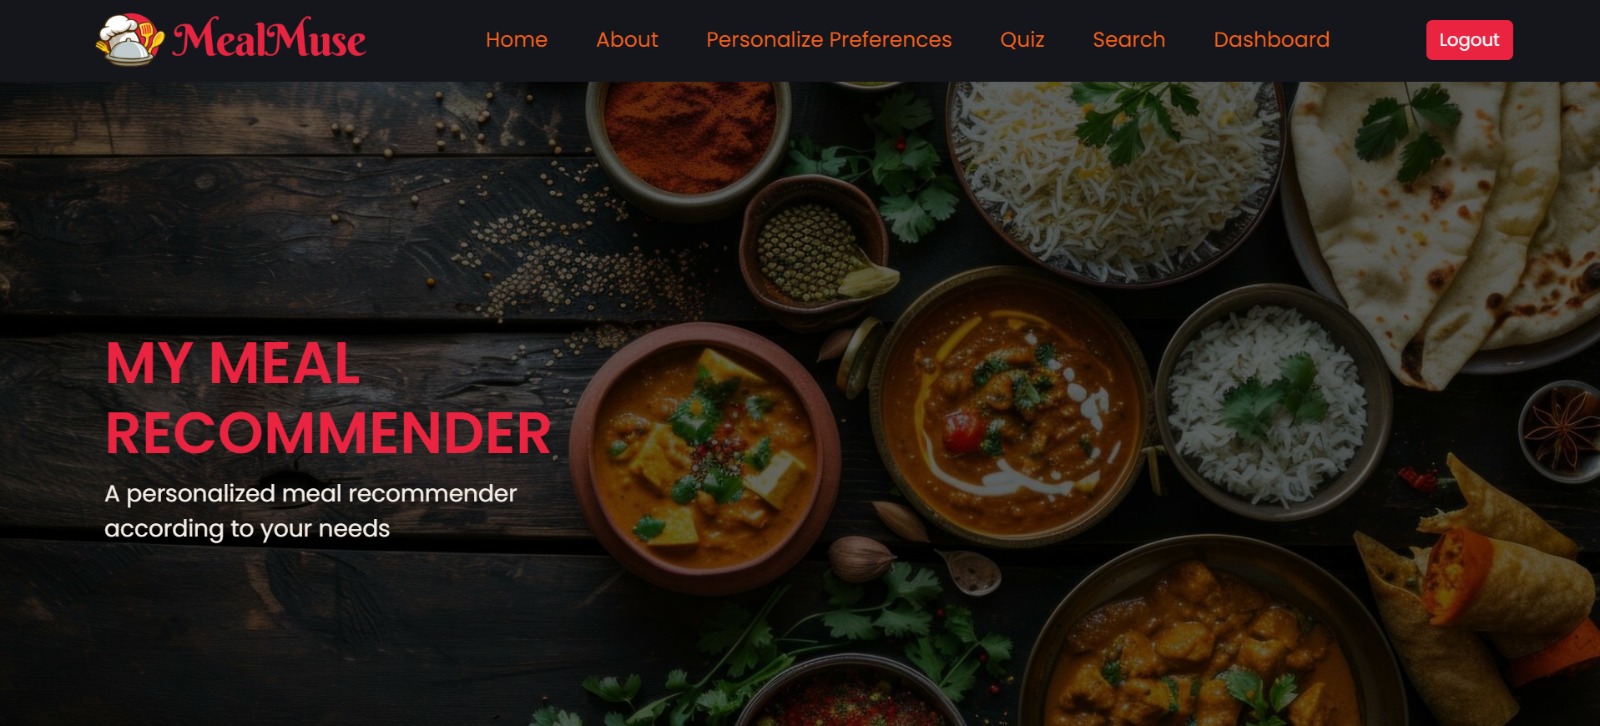 MealMuse
Home About Personalize Preferences Quiz Search Dashboard
Logout
MY MEAL
RECOMMENDER
A personalized meal recommender
according to your needs